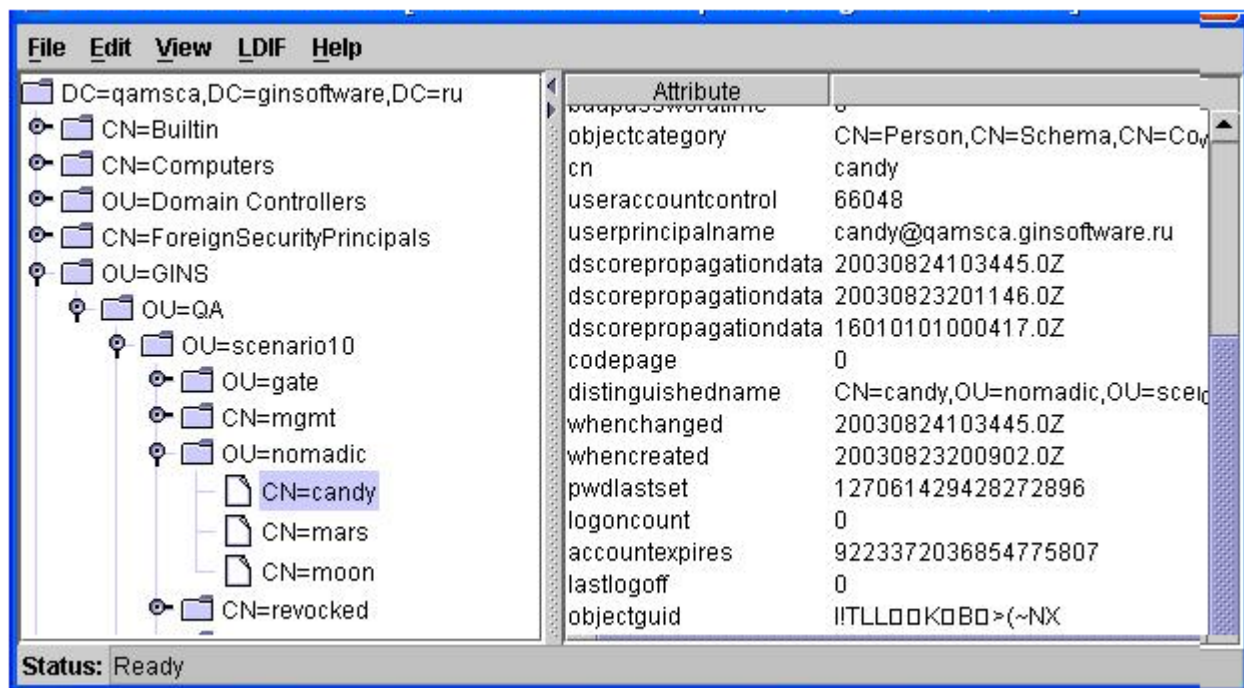 File Edit View LDIF Help
DC=qamsca,DC=ginsoftware,DC=ru
CN=Builtin
CN=Computers
OU=Domain Controllers
CN=ForeignSecurityPrincipals
OU=GINS
OU=QA
OU=scenario10
OU=gate
CN=mgmt
OU=nomadic
CN=candy
CN=mars
CN=moon
CN=revocked
Attribute
objectcategory CN=Person,CN=Schema,CN=Co
cn candy
useraccountcontrol 66048
userprincipalname candy@qamsca.ginsoftware.ru
dscorepropagationdata 20030824103445.0Z
dscorepropagationdata 20030823201146.0Z
dscorepropagationdata 16010101000417.0Z
codepage 0
distinguishedname CN=candy,OU=nomadic,OU=sce
whenchanged 20030824103445.0Z
whencreated 20030823200902.0Z
pwdlastset 127061429428272896
logoncount 0
accountexpires 9223372036854775807
lastlogoff 0
objectguid
Status: Ready